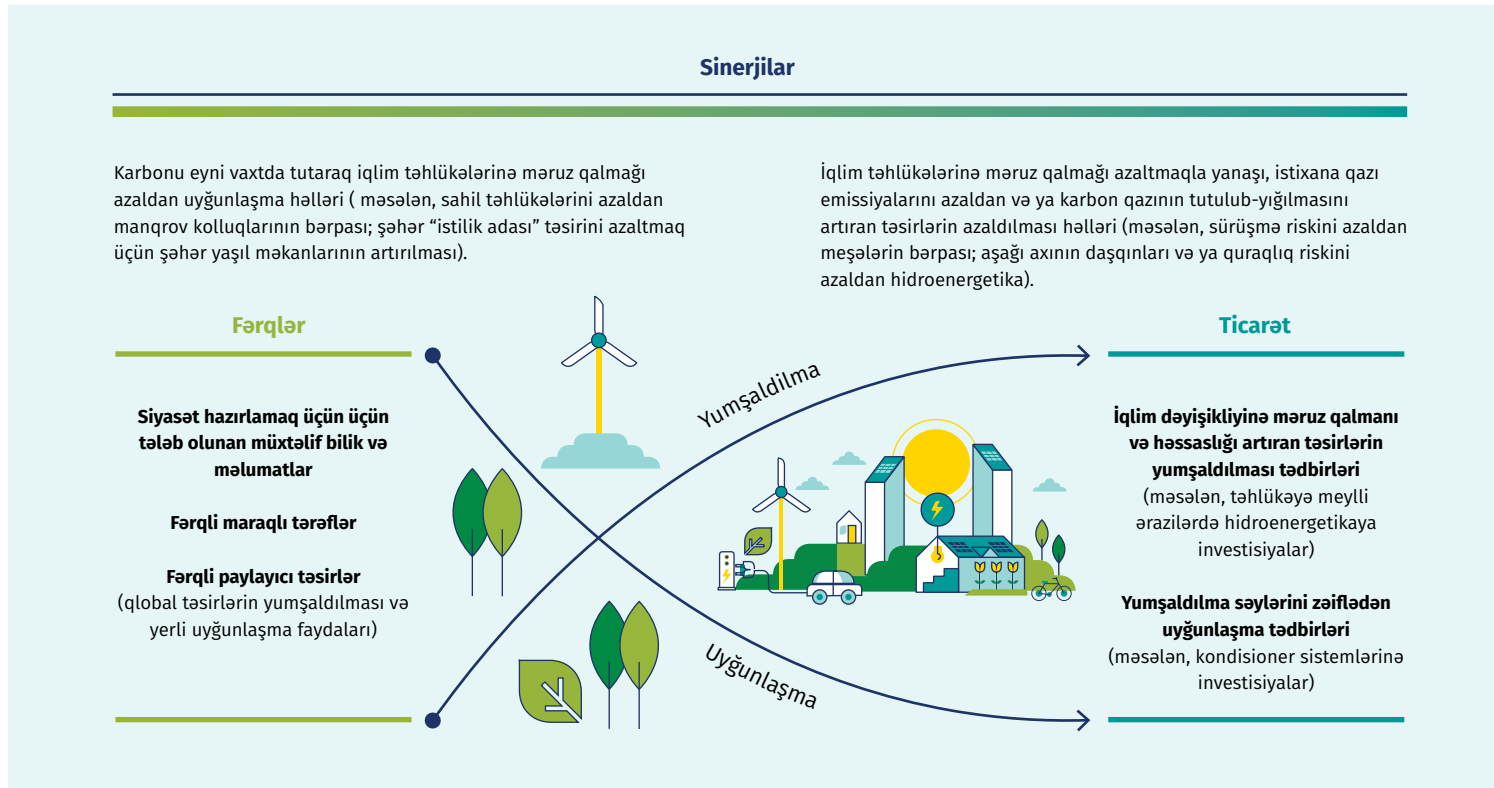 Sinerjilar
Karbonu eyni vaxtda tutaraq iqlim təhlükələrinə məruz qalmağı
azaldan uyğunlaşma həlləri ( məsələn, sahil təhlükələrini azaldan
manqrov kolluqlarının bərpası; şəhər “istilik adası” təsirini azaltmaq
üçün şəhər yaşıl məkanlarının artırılması).
İqlim təhlükələrinə məruz qalmağı azaltmaqla yanaşı, istixana qazı
emissiyalarını azaldan və ya karbon qazının tutulub-yığılmasını
artıran təsirlərin azaldılması həlləri (məsələn, sürüşmə riskini azaldan
meşələrin bərpası; aşağı axının daşqınları və ya quraqlıq riskini
azaldan hidroenergetika).
Fərqlər
Siyasət hazırlamaq üçün üçün
tələb olunan müxtəlif bilik və
məlumatlar
Fərqli maraqlı tərəflər
Fərqli paylayıcı təsirlər
(qlobal təsirlərin yumşaldılması və
yerli uyğunlaşma faydaları)
Yumşaldilma
Uyğunlaşma
Ticarət
İqlim dəyişikliyinə məruz qalmanı
və həssaslığı artıran təsirlərin
yumşaldılması tədbirləri
(məsələn, təhlükəyə meylli
ərazilərdə hidroenergetikaya
investisiyalar)
Yumşaldılma səylərini zəiflədən
uyğunlaşma tədbirləri
(məsələn, kondisioner sistemlərinə
investisiyalar)